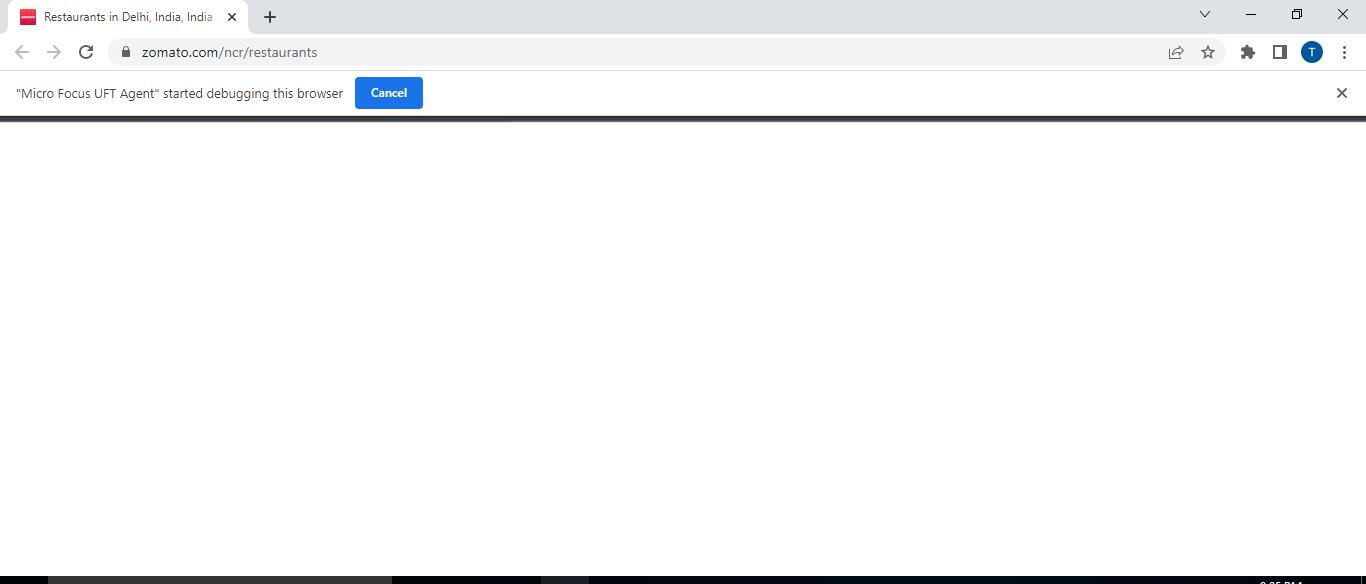 Restaurants in Delhi, India, India
zomato.com/ncr/restaurants
T
"Micro Focus UFT Agent" started debugging this browser
Cancel